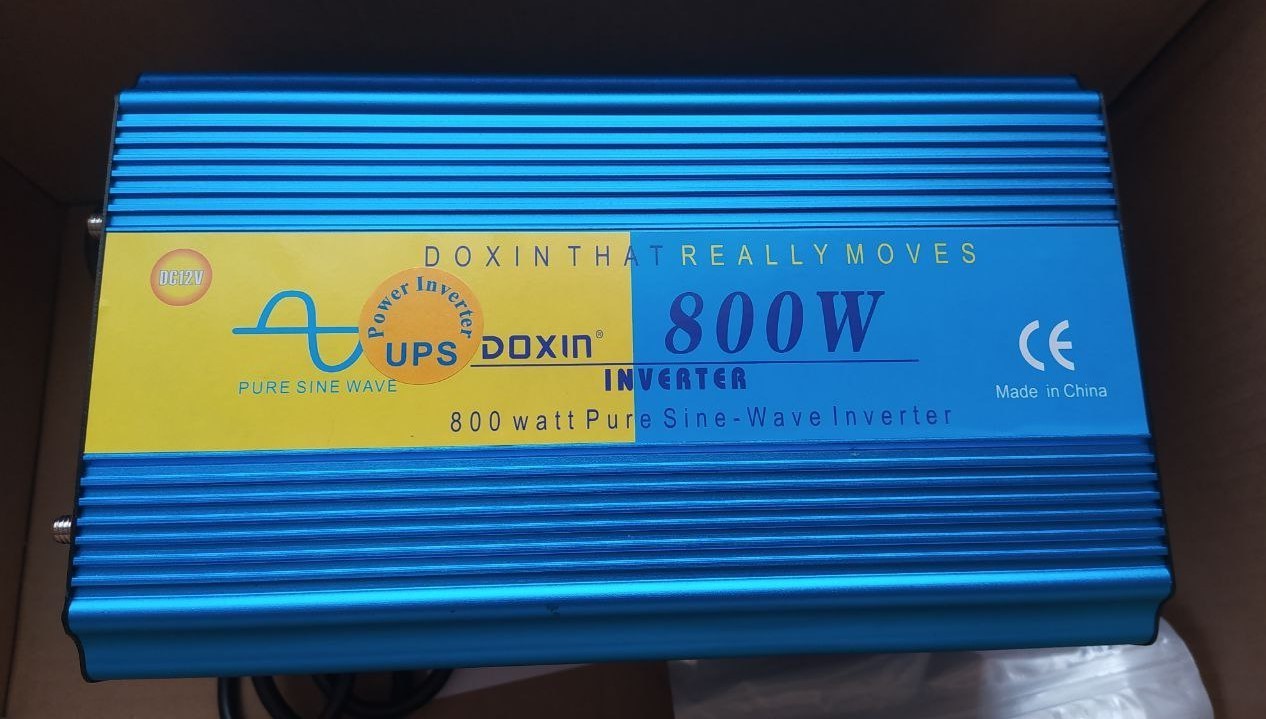 DOXIN THAT REALLY MOVES
DC12V
Power Inverter
UPS
PURE SINE WAVE
DOXIN®
800W
INVERTER
800 watt Pure Sine-Wave Inverter
CE
Made in China